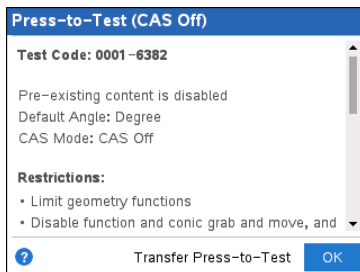 Press-to-Test (CAS Off)
Test Code: 0001-6382
Pre-existing content is disabled
Default Angle: Degree
CAS Mode: CAS Off
Restrictions:
• Limit geometry functions
• Disable function and conic grab and move, and
? Transfer Press-to-Test OK